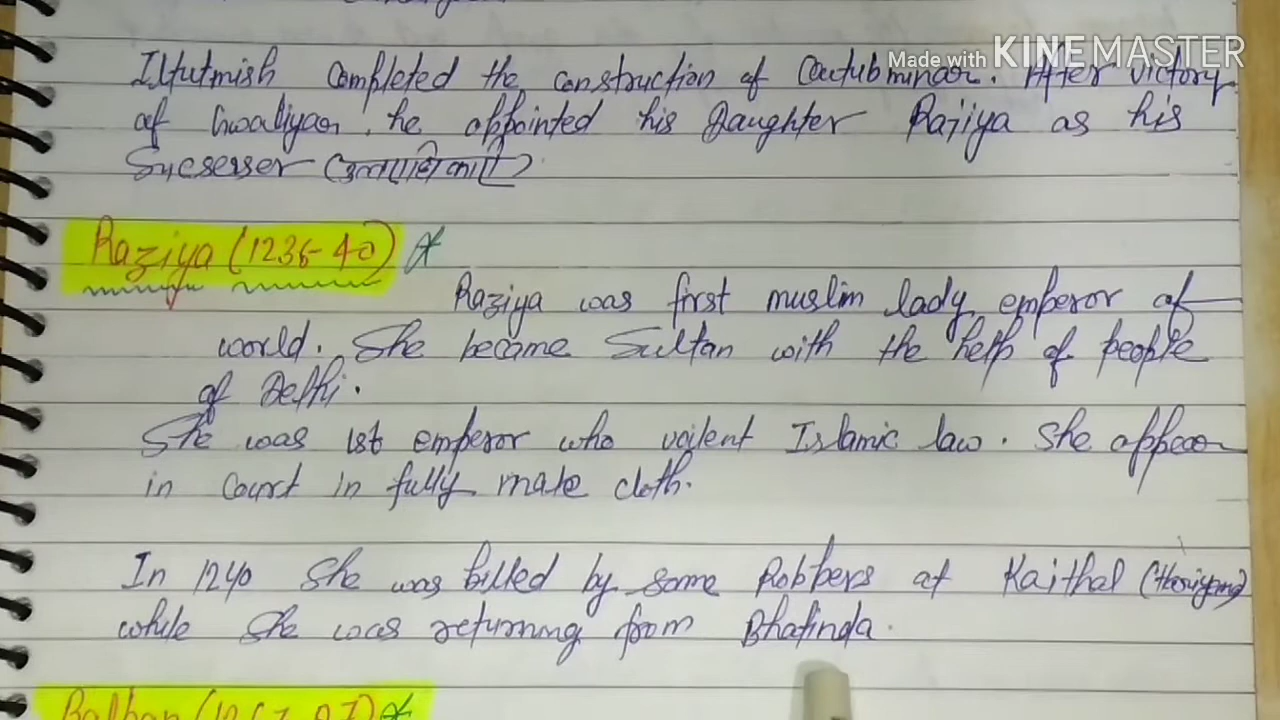 Made with KINEMASTER
Iltutmish completed the construction of Qutubminar. After victory
of Gwaliyar, he appointed his Daughter Rajiya as his
Sucsesser (उत्तराधिकारी)
Raziya (1236-40)
Raziya was first muslim lady emperor of
world. She became Sultan with the help of people
of Delhi.
She was 1st emperor who voilent Islamic law. She appear
in court in fully male cloth.
In 1240 She was killed by some Robbers at Kaithal (Hariyana)
while She was returning from Bhatinda.
Balban